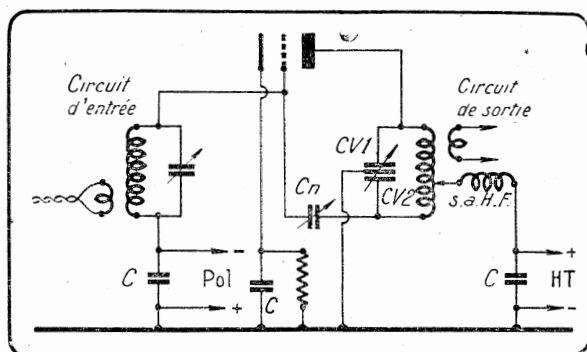 Circuit
d'entrée
Circuit
de sortie
CV1
Cn
CV2
s.a.H.F.
C
-
Pol
+
C
C
+
HT
-